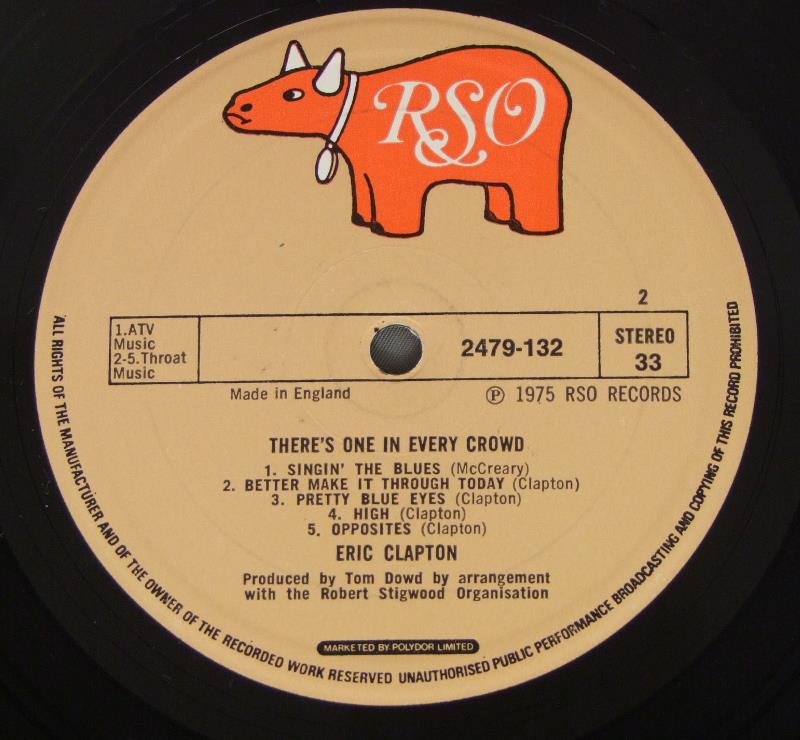 RSO
2
1.ATV
Music
2-5.Throat
Music
2479-132
STEREO
33
Made in England
℗ 1975 RSO RECORDS
THERE'S ONE IN EVERY CROWD
1. SINGIN' THE BLUES (McCreary)
2. BETTER MAKE IT THROUGH TODAY (Clapton)
3. PRETTY BLUE EYES (Clapton)
4. HIGH (Clapton)
5. OPPOSITES (Clapton)
ERIC CLAPTON
Produced by Tom Dowd by arrangement
with the Robert Stigwood Organisation
MARKETED BY POLYDOR LIMITED
ALL RIGHTS OF THE MANUFACTURER AND OF THE OWNER OF THE RECORDED WORK RESERVED UNAUTHORISED PUBLIC PERFORMANCE BROADCASTING AND COPYING OF THIS RECORD PROHIBITED